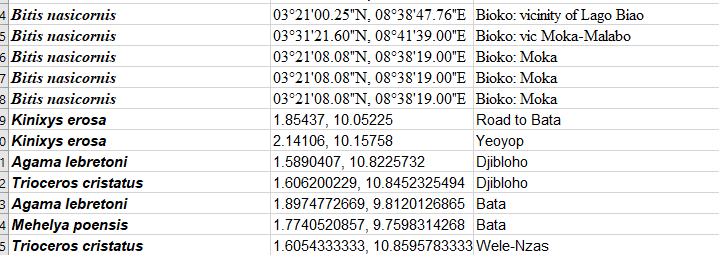 4 Bitis nasicornis 03°21'00.25"N, 08°38'47.76"E Bioko: vicinity of Lago Biao
5 Bitis nasicornis 03°31'21.60"N, 08°41'39.00"E Bioko: vic Moka-Malabo
6 Bitis nasicornis 03°21'08.08"N, 08°38'19.00"E Bioko: Moka
7 Bitis nasicornis 03°21'08.08"N, 08°38'19.00"E Bioko: Moka
8 Bitis nasicornis 03°21'08.08"N, 08°38'19.00"E Bioko: Moka
9 Kinixys erosa 1.85437, 10.05225 Road to Bata
0 Kinixys erosa 2.14106, 10.15758 Yeoyop
1 Agama lebretoni 1.5890407, 10.8225732 Djibloho
2 Trioceros cristatus 1.606200229, 10.8452325494 Djibloho
3 Agama lebretoni 1.8974772669, 9.8120126865 Bata
4 Mehelya poensis 1.7740520857, 9.7598314268 Bata
5 Trioceros cristatus 1.6054333333, 10.8595783333 Wele-Nzas